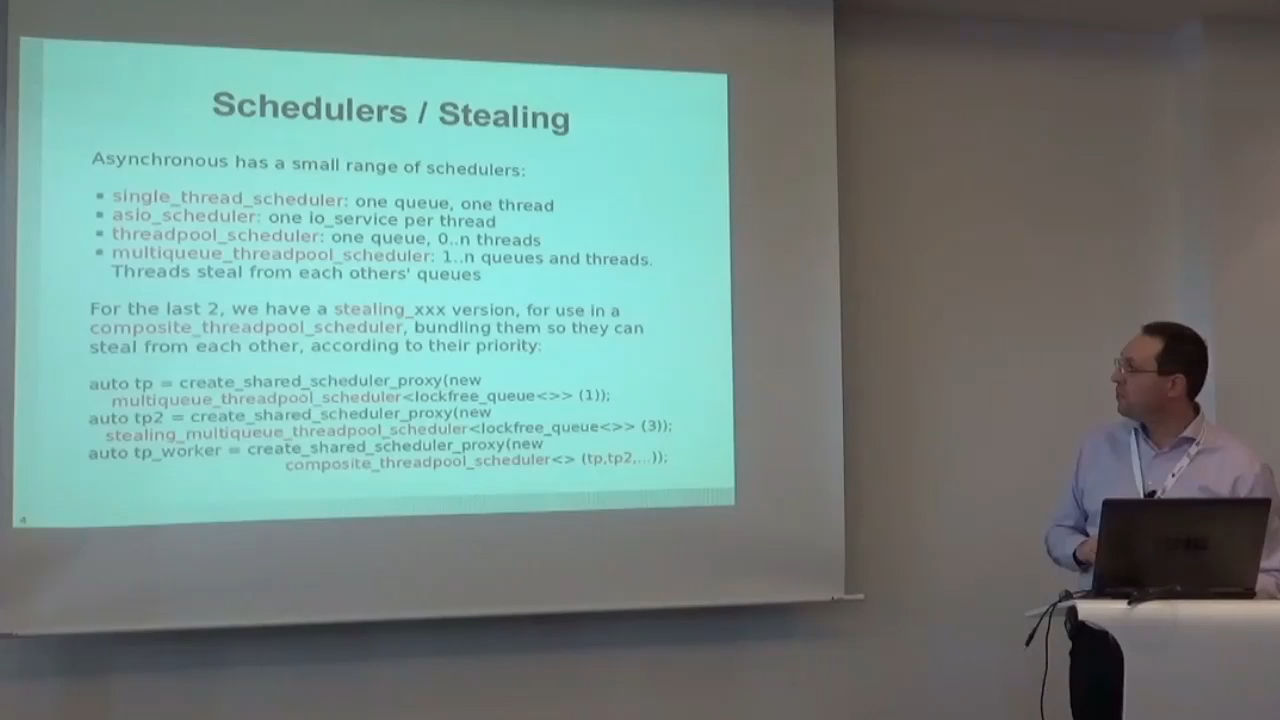 Schedulers / Stealing
Asynchronous has a small range of schedulers:
single_thread_scheduler: one queue, one thread
asio_scheduler: one io_service per thread
threadpool_scheduler: one queue, 0..n threads
multiqueue_threadpool_scheduler: 1..n queues and threads.
Threads steal from each others' queues
For the last 2, we have a stealing_xxx version, for use in a
composite_threadpool_scheduler, bundling them so they can
steal from each other, according to their priority:
auto tp = create_shared_scheduler_proxy(new
multiqueue_threadpool_scheduler<lockfree_queue<>> (1));
auto tp2 = create_shared_scheduler_proxy(new
stealing_multiqueue_threadpool_scheduler<lockfree_queue<>> (3));
auto tp_worker = create_shared_scheduler_proxy(new
composite_threadpool_scheduler<> (tp,tp2,...));
4